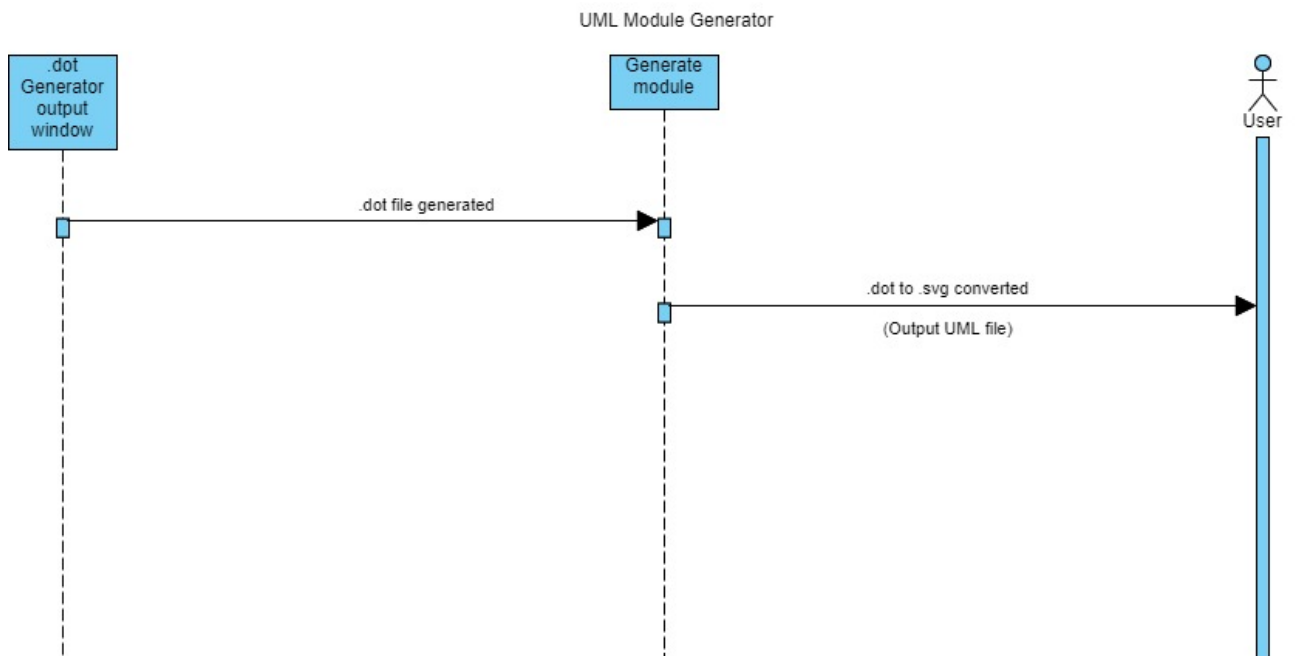 UML Module Generator
.dot
Generator
output
window
Generate
module
User
.dot file generated
.dot to .svg converted
(Output UML file)